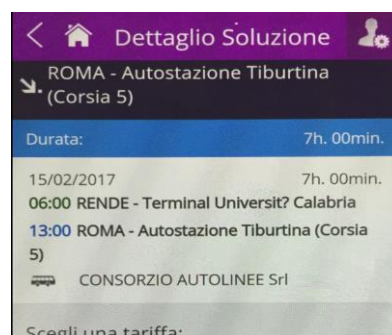 Dettaglio Soluzione
ROMA - Autostazione Tiburtina
(Corsia 5)
Durata: 7h. 00min.
15/02/2017 7h. 00min.
06:00 RENDE - Terminal Universit? Calabria
13:00 ROMA - Autostazione Tiburtina (Corsia
5)
CONSORZIO AUTOLINEE Srl
Scegli una tariffa: